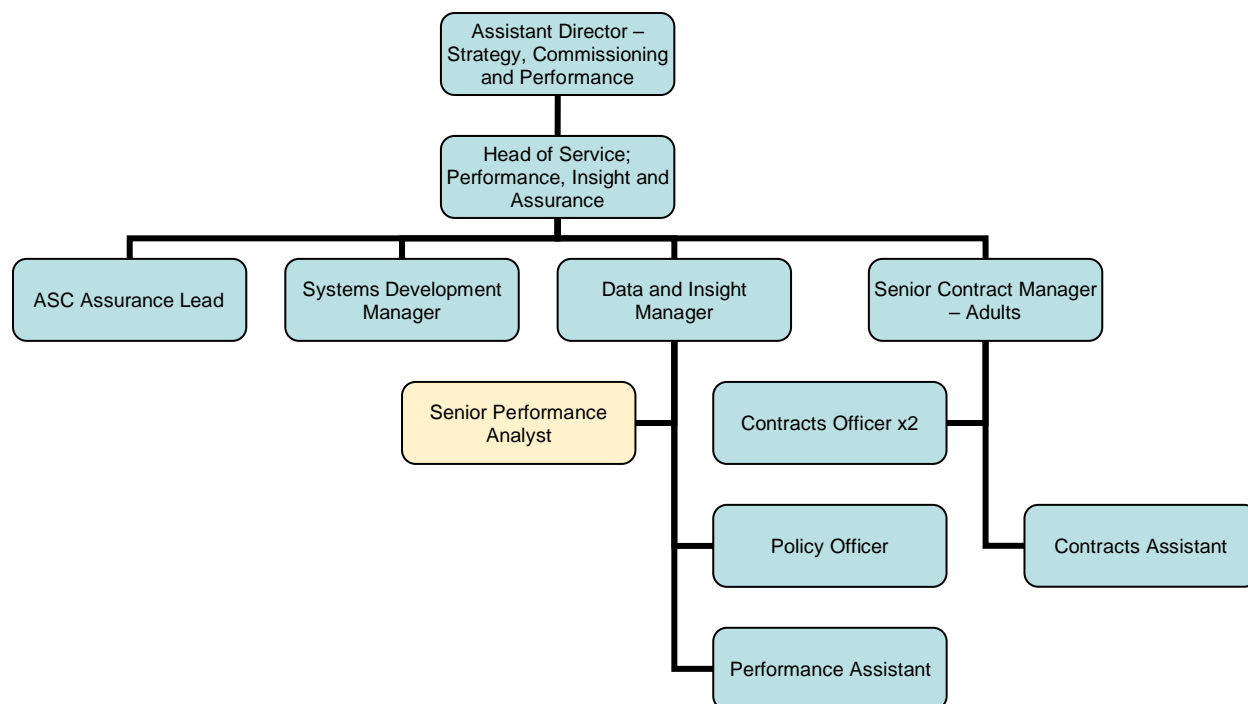 Assistant Director –
Strategy, Commissioning
and Performance
Head of Service;
Performance, Insight and
Assurance
ASC Assurance Lead
Systems Development
Manager
Data and Insight
Manager
Senior Contract Manager
– Adults
Senior Performance
Analyst
Contracts Officer x2
Policy Officer
Contracts Assistant
Performance Assistant